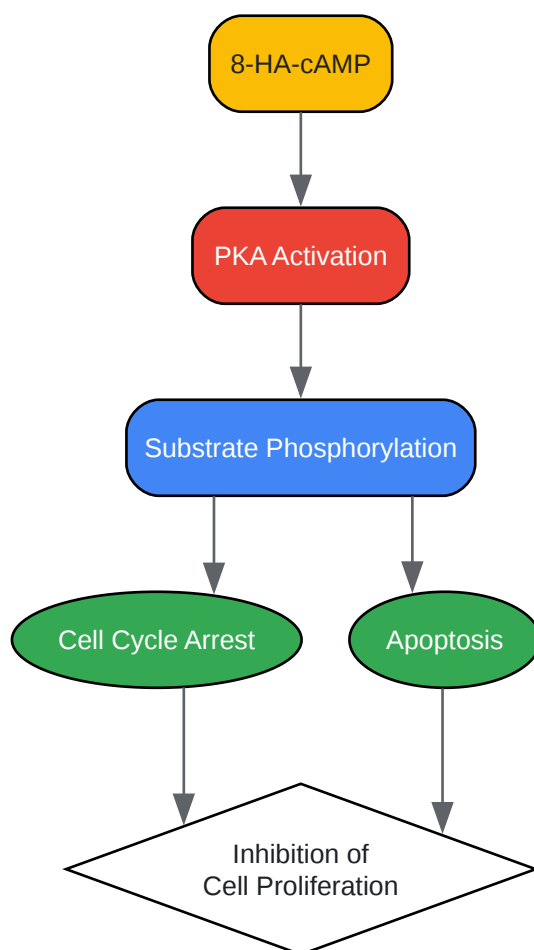 8-HA-cAMP
PKA Activation
Substrate Phosphorylation
Cell Cycle Arrest
Apoptosis
Inhibition of
Cell Proliferation